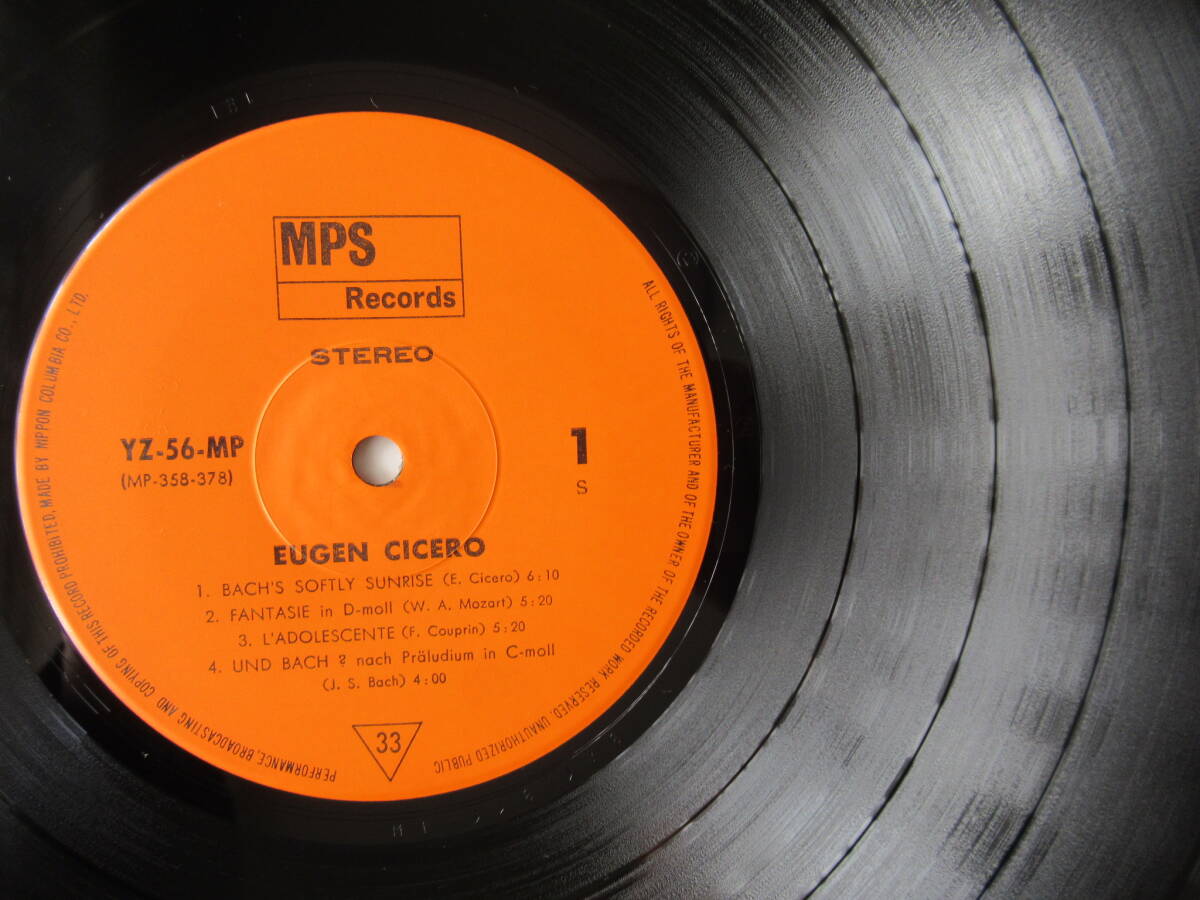 MPS
Records
STEREO
YZ-56-MP
(MP-358-378)
1
S
EUGEN CICERO
1. BACH'S SOFTLY SUNRISE (E. Cicero) 6:10
2. FANTASIE in D-moll (W. A. Mozart) 5:20
3. L'ADOLESCENTE (F. Couprin) 5:20
4. UND BACH ? nach Präludium in C-moll
(J. S. Bach) 4:00
33
ALL RIGHTS OF THE MANUFACTURER AND OF THE OWNER OF THE RECORDED WORK RESERVED. UNAUTHORIZED PUBLIC PERFORMANCE, BROADCASTING AND COPYING OF THIS RECORD PROHIBITED, MADE BY NIPPON COLUMBIA CO., LTD.